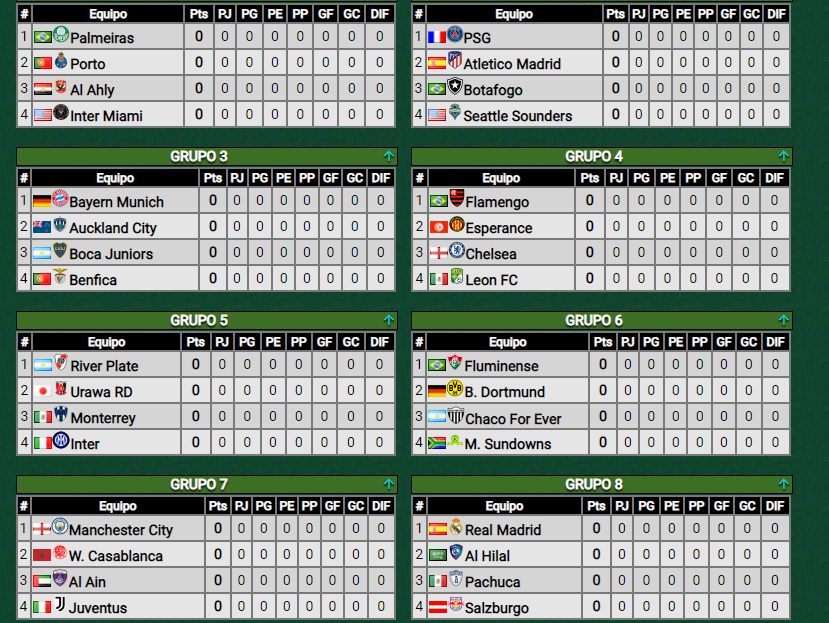 # Equipo Pts PJ PG PE PP GF GC DIF
1 Palmeiras 0 0 0 0 0 0 0 0
2 Porto 0 0 0 0 0 0 0 0
3 Al Ahly 0 0 0 0 0 0 0 0
4 Inter Miami 0 0 0 0 0 0 0 0
# Equipo Pts PJ PG PE PP GF GC DIF
1 PSG 0 0 0 0 0 0 0 0
2 Atletico Madrid 0 0 0 0 0 0 0 0
3 Botafogo 0 0 0 0 0 0 0 0
4 Seattle Sounders 0 0 0 0 0 0 0 0
GRUPO 3
# Equipo Pts PJ PG PE PP GF GC DIF
1 Bayern Munich 0 0 0 0 0 0 0 0
2 Auckland City 0 0 0 0 0 0 0 0
3 Boca Juniors 0 0 0 0 0 0 0 0
4 Benfica 0 0 0 0 0 0 0 0
GRUPO 4
# Equipo Pts PJ PG PE PP GF GC DIF
1 Flamengo 0 0 0 0 0 0 0 0
2 Esperance 0 0 0 0 0 0 0 0
3 Chelsea 0 0 0 0 0 0 0 0
4 Leon FC 0 0 0 0 0 0 0 0
GRUPO 5
# Equipo Pts PJ PG PE PP GF GC DIF
1 River Plate 0 0 0 0 0 0 0 0
2 Urawa RD 0 0 0 0 0 0 0 0
3 Monterrey 0 0 0 0 0 0 0 0
4 Inter 0 0 0 0 0 0 0 0
GRUPO 6
# Equipo Pts PJ PG PE PP GF GC DIF
1 Fluminense 0 0 0 0 0 0 0 0
2 B. Dortmund 0 0 0 0 0 0 0 0
3 Chaco For Ever 0 0 0 0 0 0 0 0
4 M. Sundowns 0 0 0 0 0 0 0 0
GRUPO 7
# Equipo Pts PJ PG PE PP GF GC DIF
1 Manchester City 0 0 0 0 0 0 0 0
2 W. Casablanca 0 0 0 0 0 0 0 0
3 Al Ain 0 0 0 0 0 0 0 0
4 Juventus 0 0 0 0 0 0 0 0
GRUPO 8
# Equipo Pts PJ PG PE PP GF GC DIF
1 Real Madrid 0 0 0 0 0 0 0 0
2 Al Hilal 0 0 0 0 0 0 0 0
3 Pachuca 0 0 0 0 0 0 0 0
4 Salzburgo 0 0 0 0 0 0 0 0